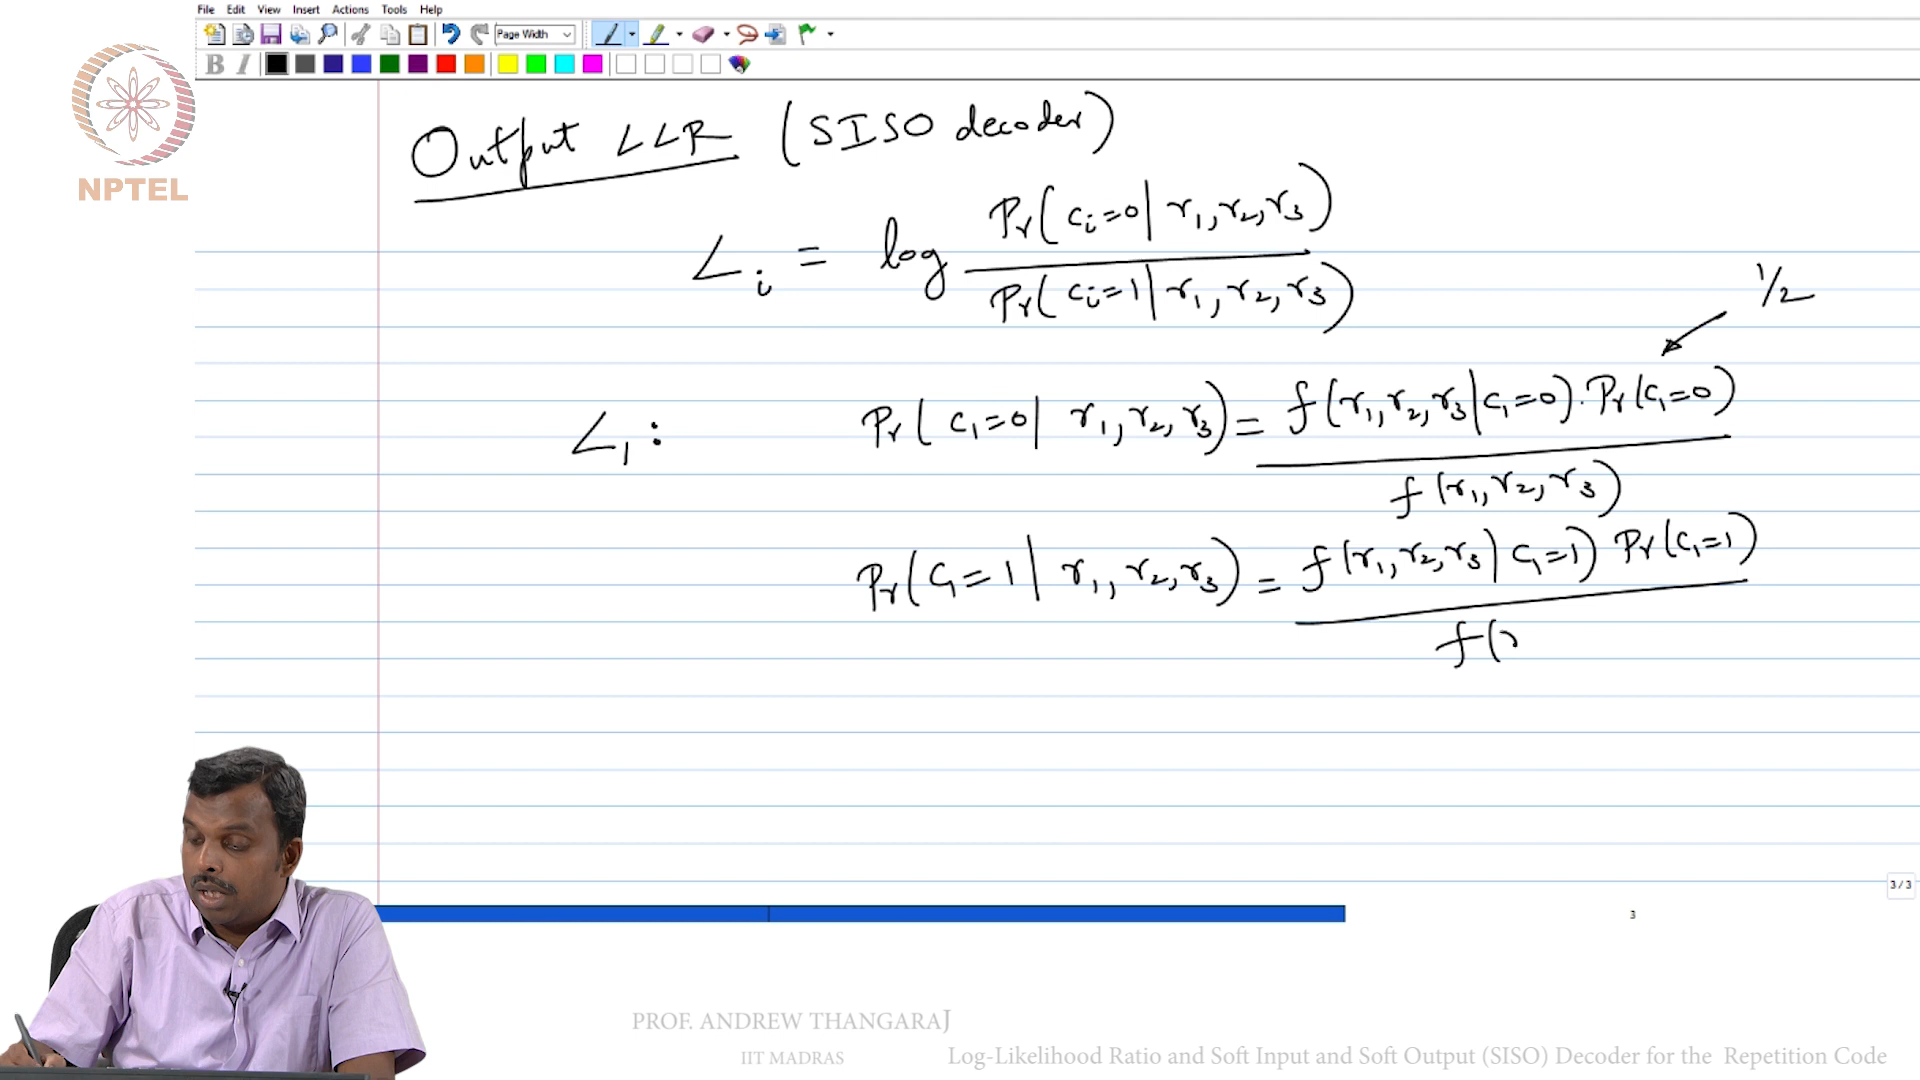 File Edit View Insert Actions Tools Help
Page Width
B I
NPTEL
Output LLR (SISO decoder)
L_i = log Pr(c_i=0 | r_1, r_2, r_3) / Pr(c_i=1 | r_1, r_2, r_3)
1/2
L_1 : Pr(c_1=0 | r_1, r_2, r_3) = f(r_1, r_2, r_3 | c_1=0) · Pr(c_1=0) / f(r_1, r_2, r_3)
Pr(c_1=1 | r_1, r_2, r_3) = f(r_1, r_2, r_3 | c_1=1) Pr(c_1=1) / f(
3/3
3
PROF. ANDREW THANGARAJ
IIT MADRAS
Log-Likelihood Ratio and Soft Input and Soft Output (SISO) Decoder for the Repetition Code